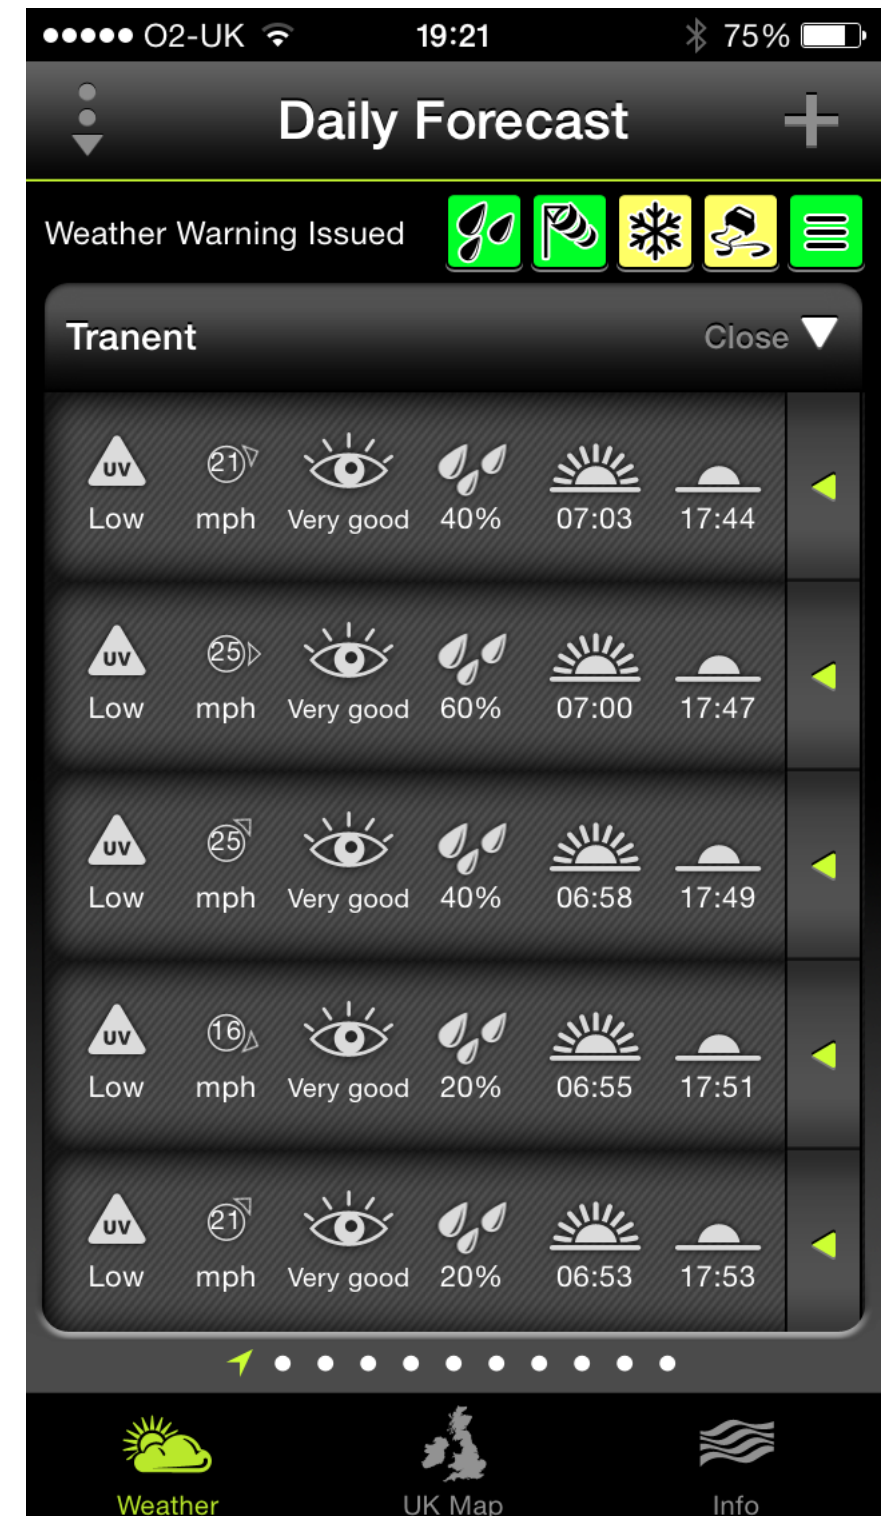 O2-UK 19:21 75%
Daily Forecast
Weather Warning Issued
Tranent Close
UV 21
Low mph Very good 40% 07:03 17:44
UV 25
Low mph Very good 60% 07:00 17:47
UV 25
Low mph Very good 40% 06:58 17:49
UV 16
Low mph Very good 20% 06:55 17:51
UV 21
Low mph Very good 20% 06:53 17:53
Weather UK Map Info